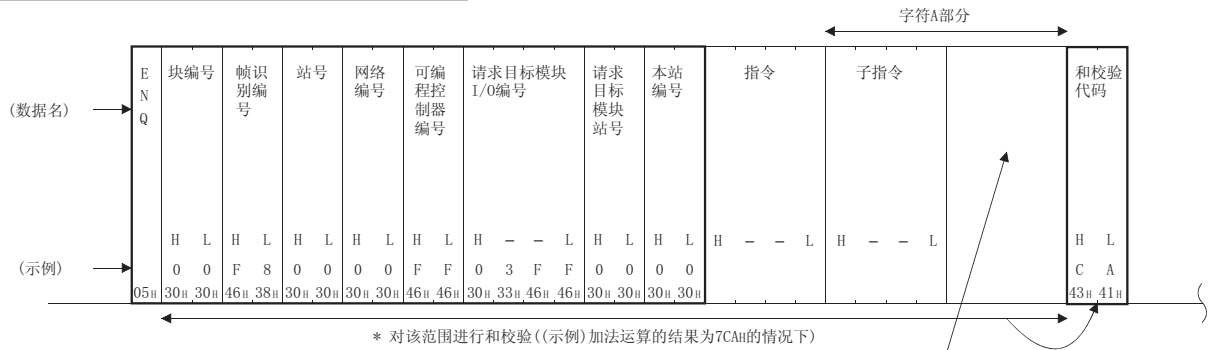 字符A部分
(数据名)
E
N
Q
块编号
帧识
别编
号
站号
网络
编号
可编
程控
制器
编号
请求目标模块
I/O编号
请求
目标
模块
站号
本站
编号
指令
子指令
和校验
代码
H L H L H L H L H L H － － L H L H L H － － L H － － L H L
(示例)
0 0 F 8 0 0 0 0 F F 0 3 F F 0 0 0 0 C A
05H 30H 30H 46H 38H 30H 30H 30H 30H 46H 46H 30H 33H 46H 46H 30H 30H 30H 30H 43H 41H
* 对该范围进行和校验((示例)加法运算的结果为7CAH的情况下)